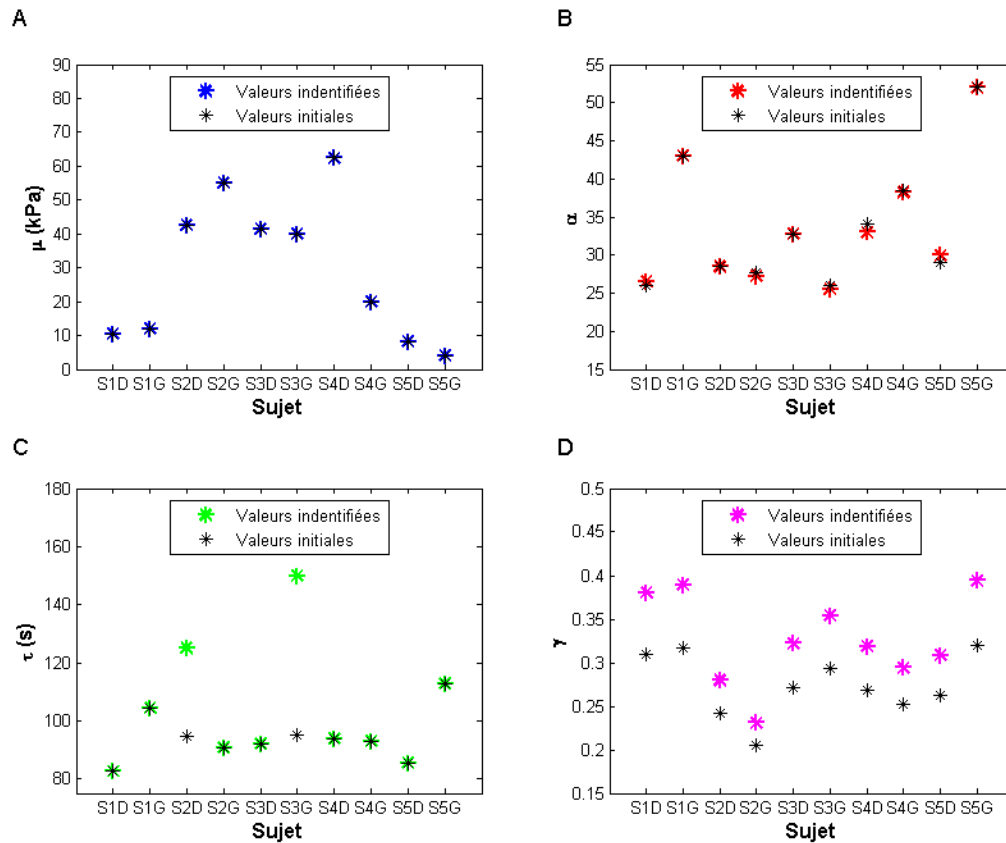 A
90
80
70
60
50
40
30
20
10
0
μ (kPa)
Valeurs indentifiées
Valeurs initiales
S1D S1G S2D S2G S3D S3G S4D S4G S5D S5G
Sujet
B
55
50
45
40
35
30
25
20
15
α
Valeurs indentifiées
Valeurs initiales
S1D S1G S2D S2G S3D S3G S4D S4G S5D S5G
Sujet
C
180
160
140
120
100
80
τ (s)
Valeurs indentifiées
Valeurs initiales
S1D S1G S2D S2G S3D S3G S4D S4G S5D S5G
Sujet
D
0.5
0.45
0.4
0.35
0.3
0.25
0.2
0.15
γ
Valeurs indentifiées
Valeurs initiales
S1D S1G S2D S2G S3D S3G S4D S4G S5D S5G
Sujet